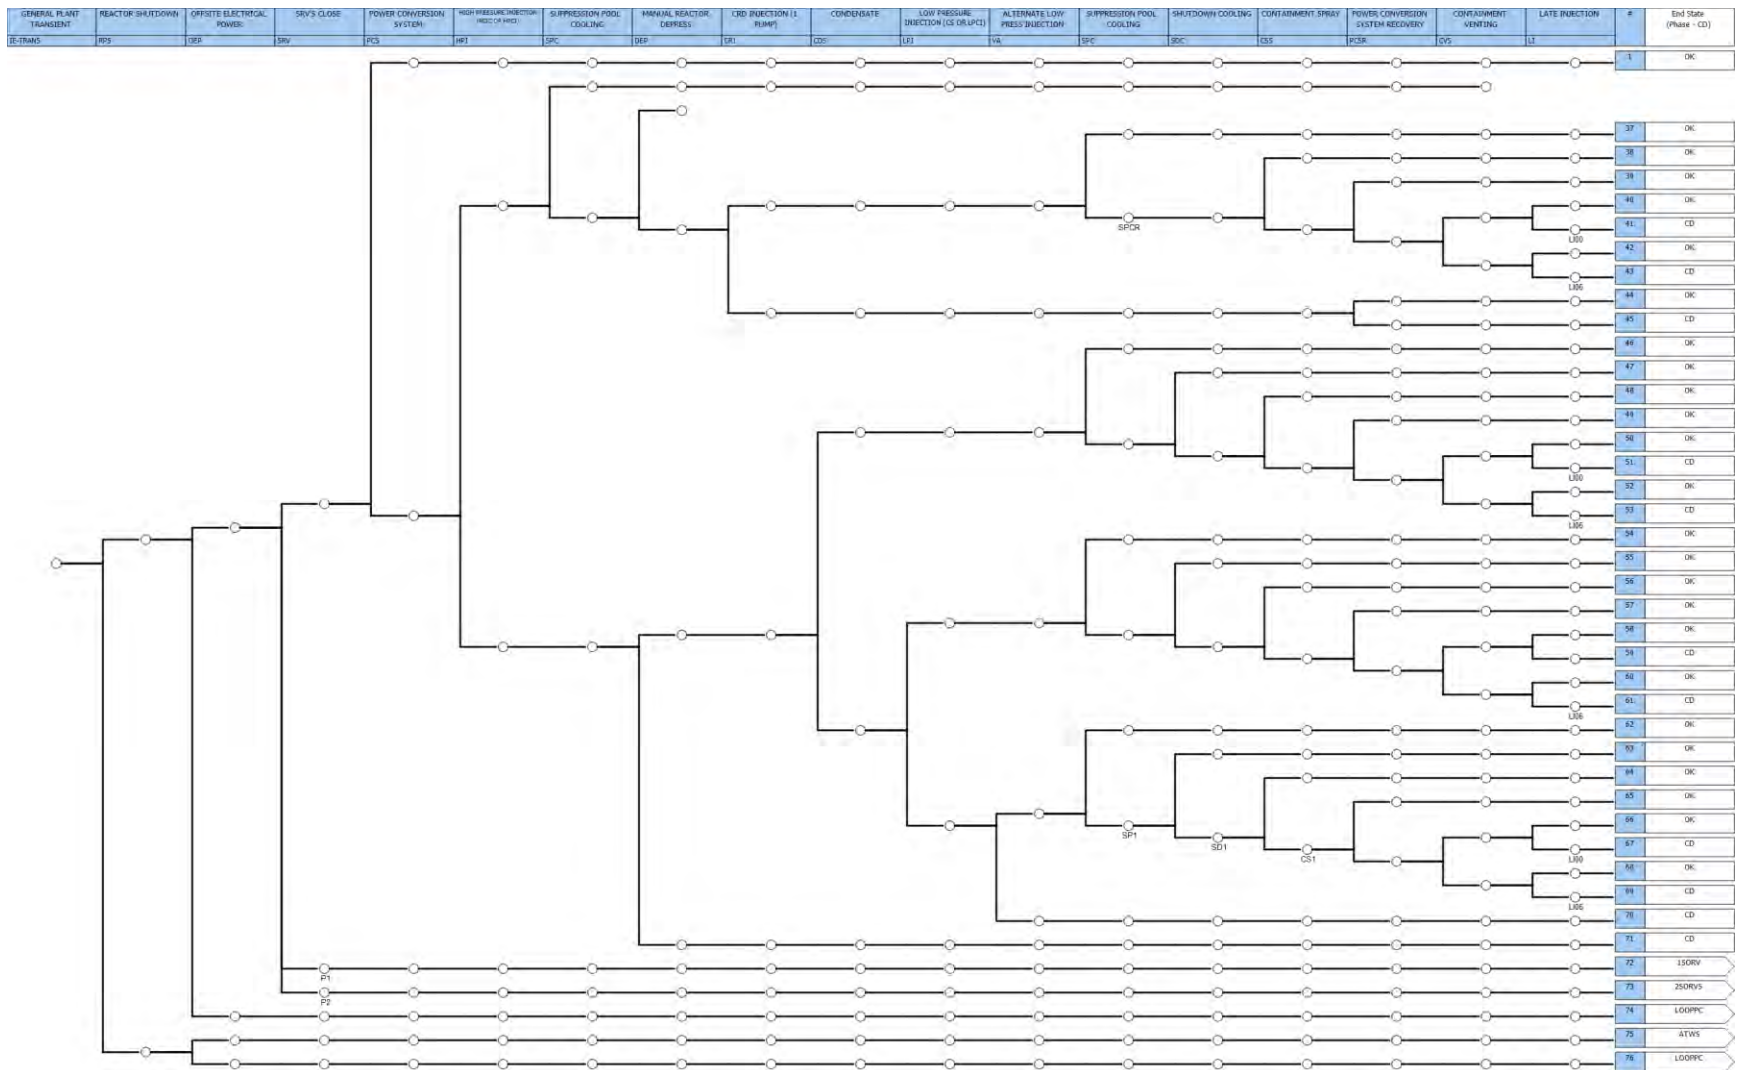 GENERAL PLANT
TRANSIENT
IE-TRANS
REACTOR SHUTDOWN
RPS
OFFSITE ELECTRICAL
POWER
OEP
SRV'S CLOSE
SRV
POWER CONVERSION
SYSTEM
PCS
HIGH PRESSURE INJECTION
(RCIC OR HPCI)
HPI
SUPPRESSION POOL
COOLING
SPC
MANUAL REACTOR
DEPRESS
DEP
CRD INJECTION (1
PUMP)
CRI
CONDENSATE
CDS
LOW PRESSURE
INJECTION (CS OR LPCI)
LPI
ALTERNATE LOW
PRESS INJECTION
VA
SUPPRESSION POOL
COOLING
SPC
SHUTDOWN COOLING
SDC
CONTAINMENT SPRAY
CSS
POWER CONVERSION
SYSTEM RECOVERY
PCSR
CONTAINMENT
VENTING
CVS
LATE INJECTION
LI
#
End State
(Phase - CD)
1 OK
37 OK
38 OK
39 OK
40 OK
SPCR
41 CD
LI00
42 OK
43 CD
LI06
44 OK
45 CD
46 OK
47 OK
48 OK
49 OK
50 OK
51 CD
LI00
52 OK
53 CD
LI06
54 OK
55 OK
56 OK
57 OK
58 OK
59 CD
60 OK
61 CD
LI06
62 OK
63 OK
64 OK
65 OK
66 OK
SP1
SD1
67 CD
CS1
LI00
68 OK
69 CD
LI06
70 CD
71 CD
72 1SORV
P1
73 2SORVS
P2
74 LOOPPC
75 ATWS
76 LOOPPC